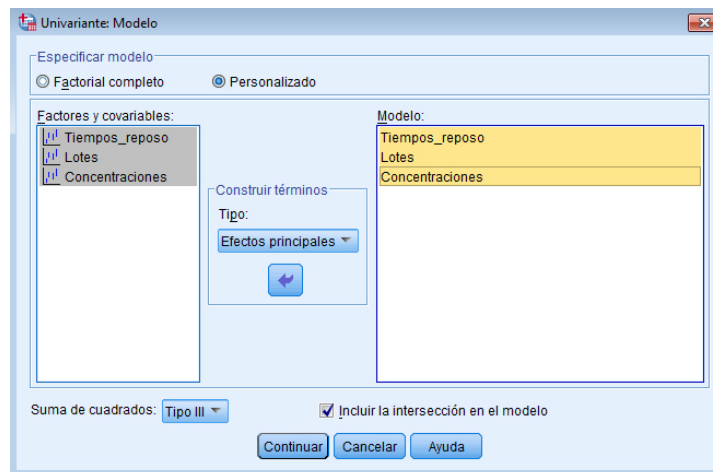 Univariante: Modelo
Especificar modelo
Factorial completo
Personalizado
Factores y covariables:
Tiempos_reposo
Lotes
Concentraciones
Construir términos
Tipo:
Efectos principales
Modelo:
Tiempos_reposo
Lotes
Concentraciones
Suma de cuadrados:
Tipo III
Incluir la intersección en el modelo
Continuar
Cancelar
Ayuda